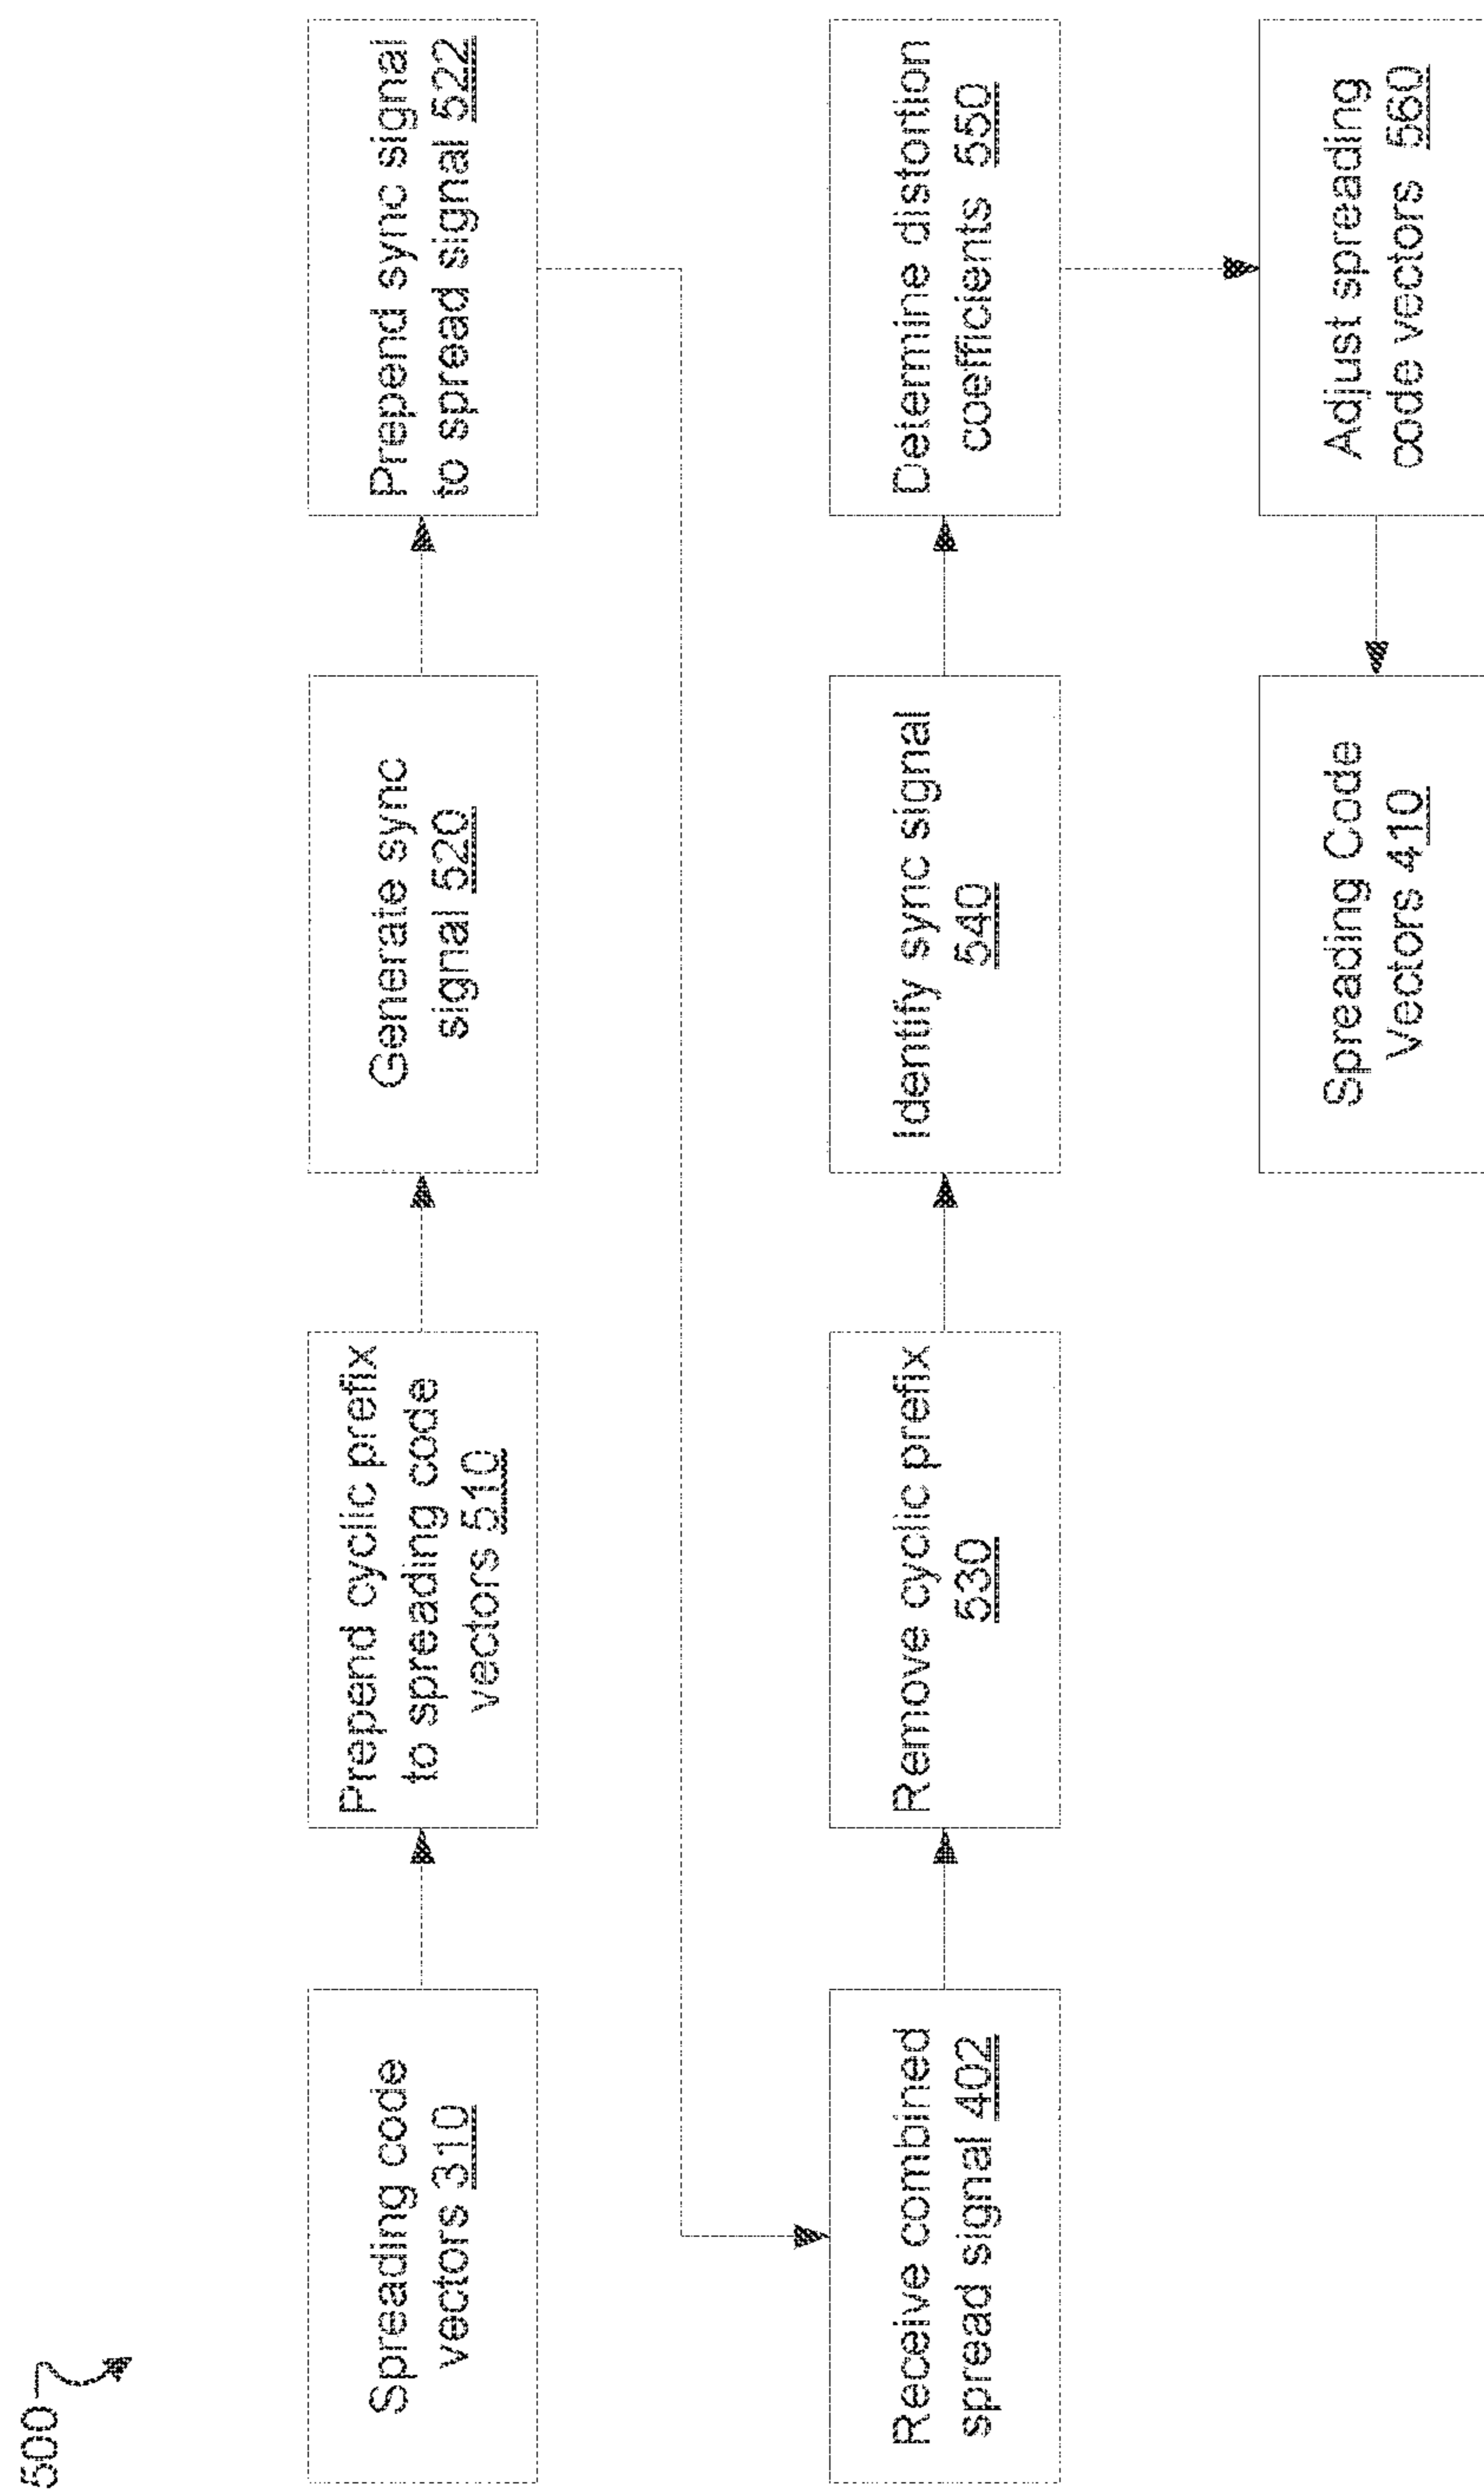 500
Spreading code
vectors 310
Prepend cyclic prefix
to spreading code
vectors 510
Generate sync
signal 520
Prepend sync signal
to spread signal 522
Receive combined
spread signal 402
Remove cyclic prefix
530
Identify sync signal
540
Determine distortion
coefficients 550
Spreading Code
Vectors 410
Adjust spreading
code vectors 560